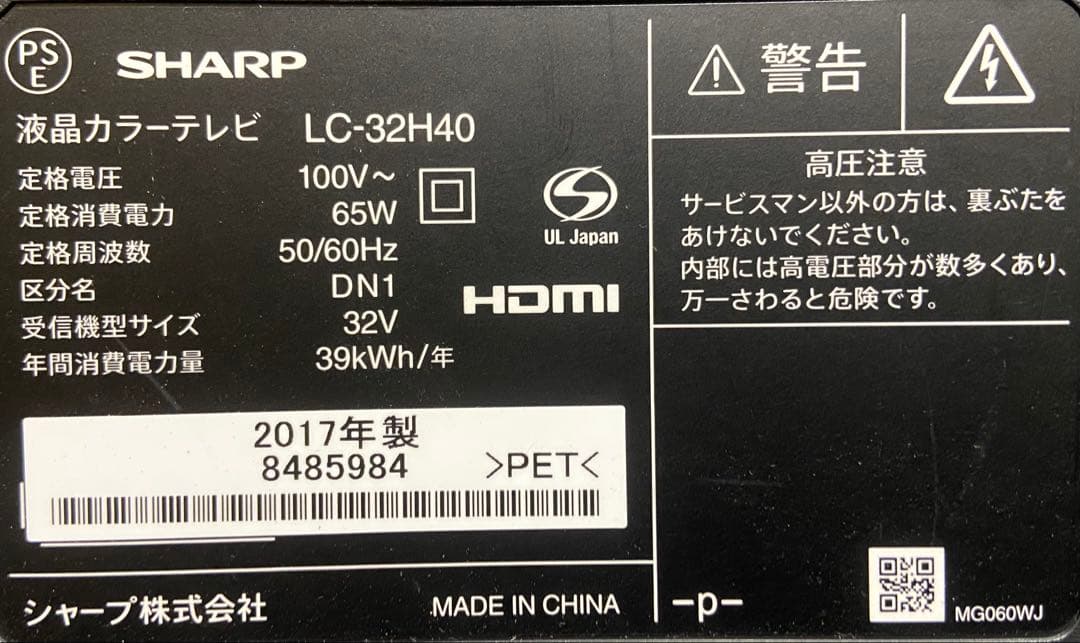 PS
E
SHARP
液晶カラーテレビ LC-32H40
定格電圧 100V～
定格消費電力 65W
定格周波数 50/60Hz
区分名 DN1
受信機型サイズ 32V
年間消費電力量 39kWh/年
UL Japan
HDMI
2017年製
8485984 >PET<
シャープ株式会社 MADE IN CHINA
警告
高圧注意
サービスマン以外の方は、裏ぶたを
あけないでください。
内部には高電圧部分が数多くあり、
万一さわると危険です。
-p-
MG060WJ